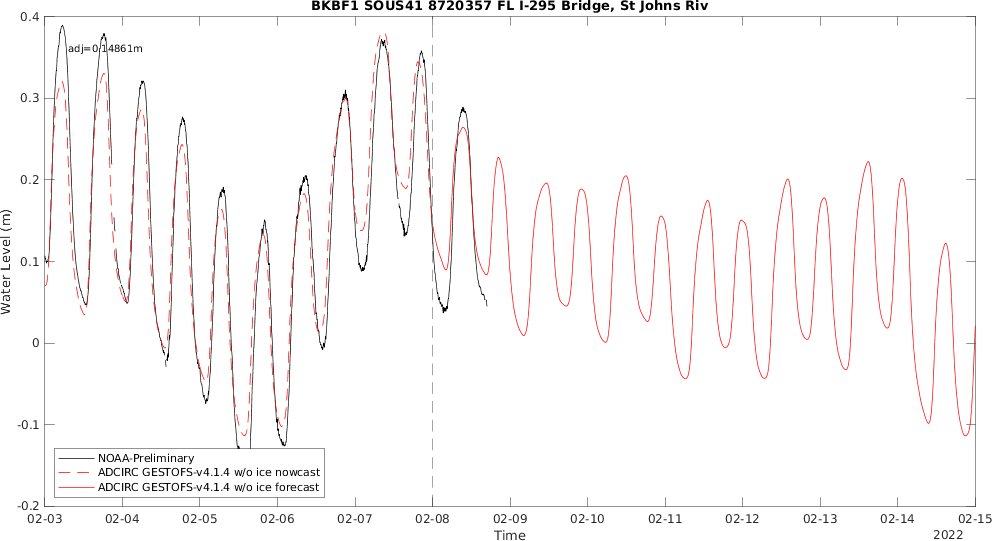 BKBF1 SOUS41 8720357 FL I-295 Bridge, St Johns Riv
0.4
adj=0.14861m
0.3
0.2
0.1
0
-0.1
-0.2
Water Level (m)
NOAA-Preliminary
ADCIRC GESTOFS-v4.1.4 w/o ice nowcast
ADCIRC GESTOFS-v4.1.4 w/o ice forecast
02-03 02-04 02-05 02-06 02-07 02-08 02-09 02-10 02-11 02-12 02-13 02-14 02-15
Time
2022